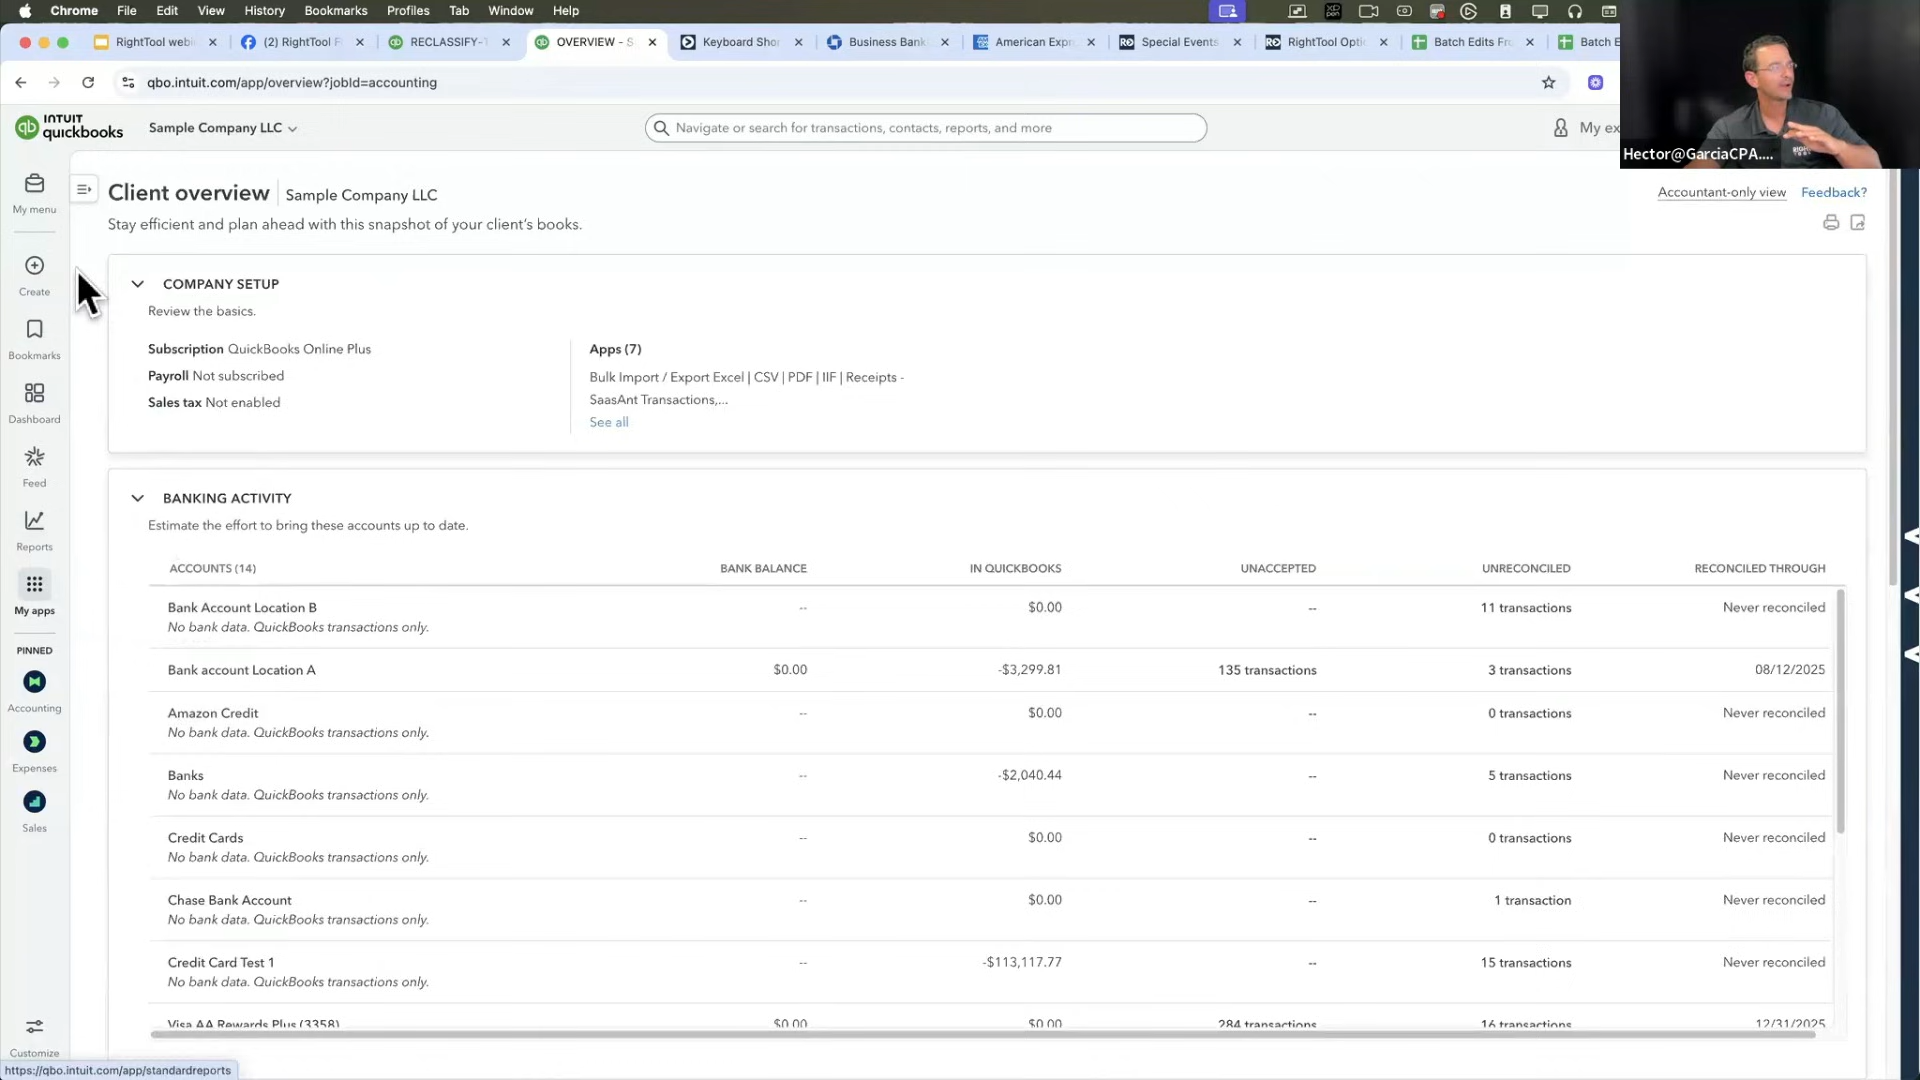 Chrome File Edit View History Bookmarks Profiles Tab Window Help
RightTool webi
(2) RightTool F
RECLASSIFY-
OVERVIEW - S
Keyboard Shor
Business Bank
American Expr
Special Events
RightTool Opti
Batch Edits Fr
Batch E
qbo.intuit.com/app/overview?jobId=accounting
INTUIT
quickbooks
Sample Company LLC
Navigate or search for transactions, contacts, reports, and more
My ex
Hector@GarciaCPA....
My menu
Create
Bookmarks
Dashboard
Feed
Reports
My apps
PINNED
Accounting
Expenses
Sales
Customize
Client overview Sample Company LLC
Accountant-only view Feedback?
Stay efficient and plan ahead with this snapshot of your client's books.
COMPANY SETUP
Review the basics.
Subscription QuickBooks Online Plus
Payroll Not subscribed
Sales tax Not enabled
Apps (7)
Bulk Import / Export Excel | CSV | PDF | IIF | Receipts -
SaasAnt Transactions,...
See all
BANKING ACTIVITY
Estimate the effort to bring these accounts up to date.
ACCOUNTS (14) BANK BALANCE IN QUICKBOOKS UNACCEPTED UNRECONCILED RECONCILED THROUGH
Bank Account Location B -- $0.00 -- 11 transactions Never reconciled
No bank data. QuickBooks transactions only.
Bank account Location A $0.00 -$3,299.81 135 transactions 3 transactions 08/12/2025
Amazon Credit -- $0.00 -- 0 transactions Never reconciled
No bank data. QuickBooks transactions only.
Banks -- -$2,040.44 -- 5 transactions Never reconciled
No bank data. QuickBooks transactions only.
Credit Cards -- $0.00 -- 0 transactions Never reconciled
No bank data. QuickBooks transactions only.
Chase Bank Account -- $0.00 -- 1 transaction Never reconciled
No bank data. QuickBooks transactions only.
Credit Card Test 1 -- -$113,117.77 -- 15 transactions Never reconciled
No bank data. QuickBooks transactions only.
Visa AA Rewards Plus (3358) $0.00 $0.00 284 transactions 16 transactions 12/31/2025
https://qbo.intuit.com/app/standardreports